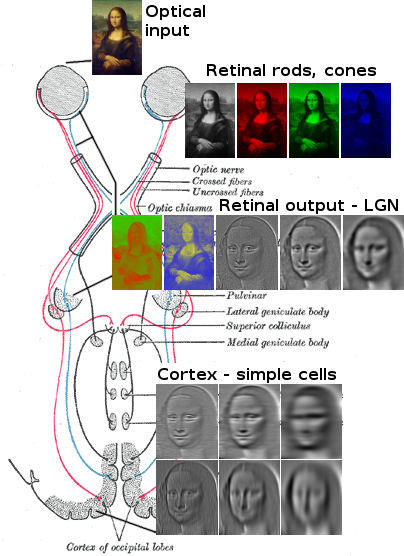 Optical
input
Retinal rods, cones
Optic nerve
Crossed fibers
Uncrossed fibers
Optic chiasma
Retinal output - LGN
Pulvinar
Lateral geniculate body
Superior colliculus
Medial geniculate body
Cortex - simple cells
Cortex of occipital lobes